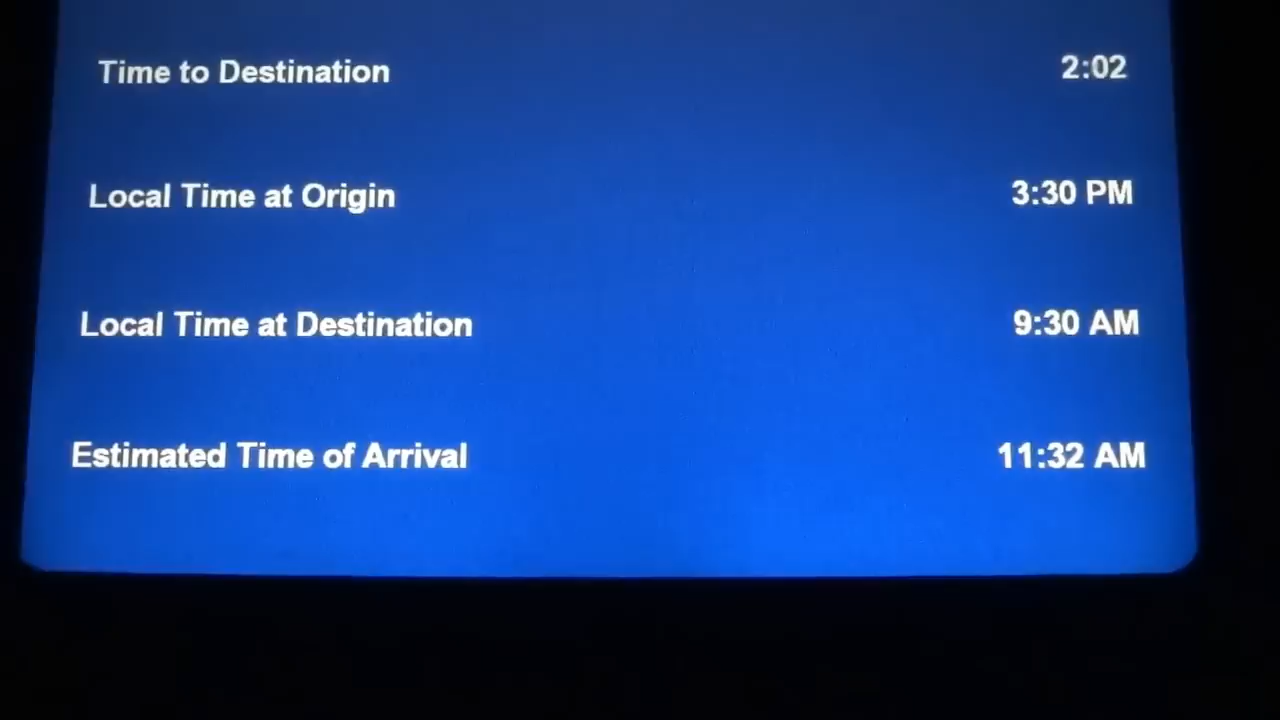 Time to Destination 2:02
Local Time at Origin 3:30 PM
Local Time at Destination 9:30 AM
Estimated Time of Arrival 11:32 AM